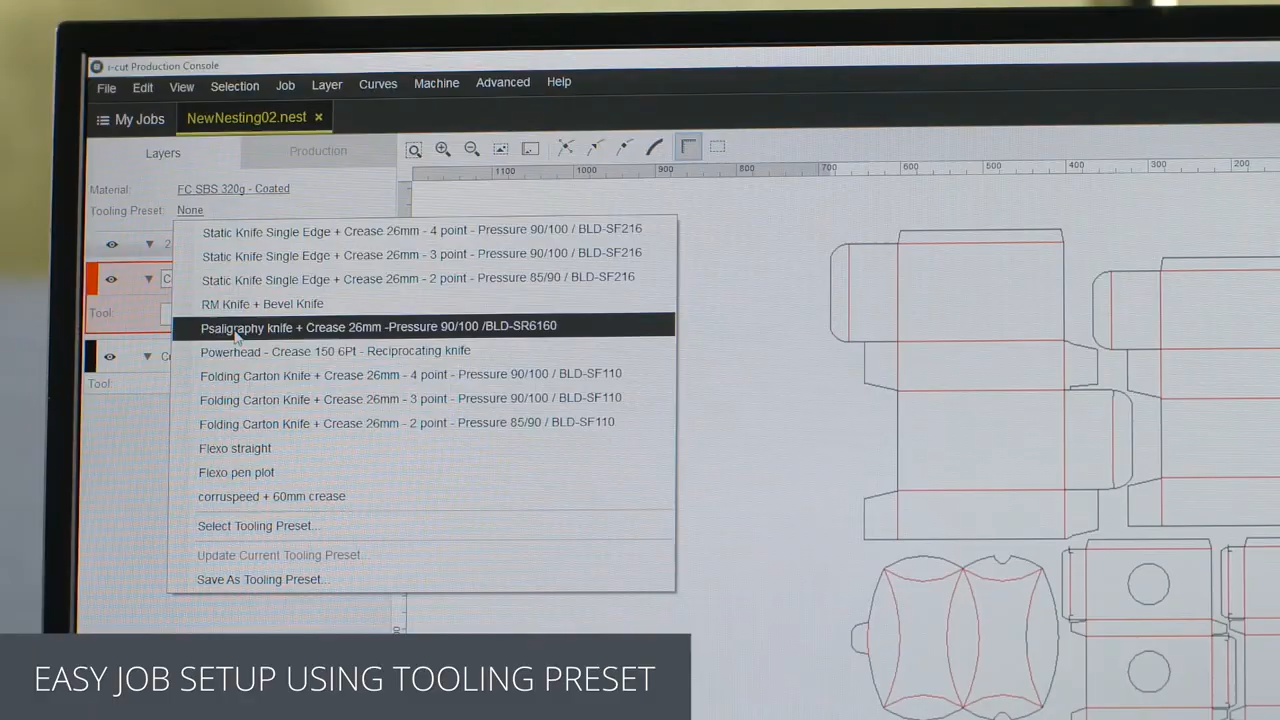 i-cut Production Console
File Edit View Selection Job Layer Curves Machine Advanced Help
My Jobs NewNesting02.nest ×
Layers Production
Material: FC SBS 320g - Coated
Tooling Preset: None
1100 1000 900 800 700 600 500 400 300 200
Static Knife Single Edge + Crease 26mm - 4 point - Pressure 90/100 / BLD-SF216
2
Static Knife Single Edge + Crease 26mm - 3 point - Pressure 90/100 / BLD-SF216
C
Static Knife Single Edge + Crease 26mm - 2 point - Pressure 85/90 / BLD-SF216
RM Knife + Bevel Knife
Tool:
Psaligraphy knife + Crease 26mm -Pressure 90/100 /BLD-SR6160
Powerhead - Crease 150 6Pt - Reciprocating knife
Folding Carton Knife + Crease 26mm - 4 point - Pressure 90/100 / BLD-SF110
Tool:
Folding Carton Knife + Crease 26mm - 3 point - Pressure 90/100 / BLD-SF110
Folding Carton Knife + Crease 26mm - 2 point - Pressure 85/90 / BLD-SF110
Flexo straight
Flexo pen plot
corruspeed + 60mm crease
Select Tooling Preset...
Update Current Tooling Preset...
Save As Tooling Preset...
EASY JOB SETUP USING TOOLING PRESET